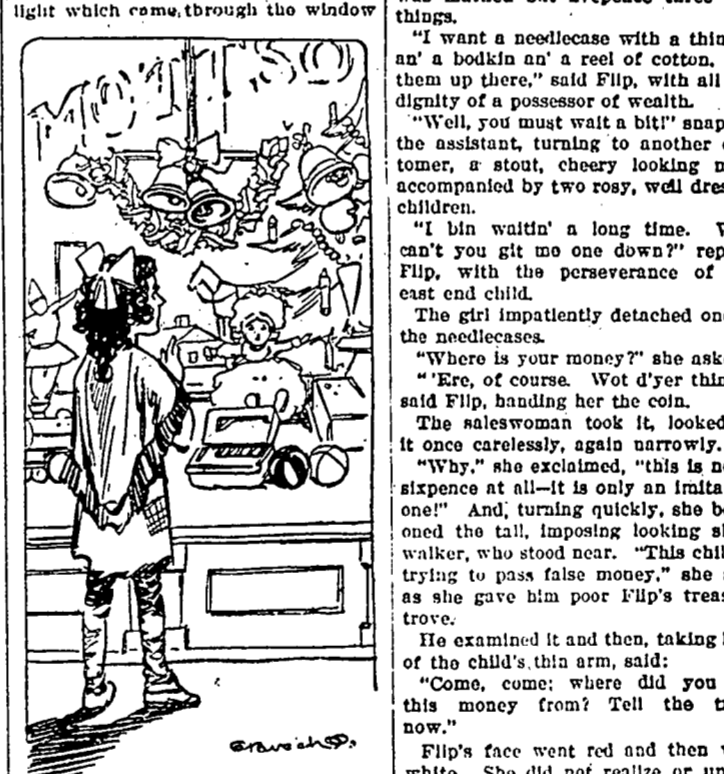 light which came through the window
things.
"I want a needlecase with a thin
an' a bodkin an' a reel of cotton.
them up there," said Flip, with all
dignity of a possessor of wealth.
"Well, you must wait a bit!" snap
the assistant, turning to another
tomer, a stout, cheery looking
accompanied by two rosy, well dre
children.
"I bin waitin' a long time.
can't you git me one down?" rep
Flip, with the perseverance of
east end child.
The girl impatiently detached on
the needlecases.
"Where is your money?" she ask
"'Ere, of course. Wot d'yer thin
said Flip, handing her the coin.
The saleswoman took it, looked
it once carelessly, again narrowly.
"Why," she exclaimed, "this is n
sixpence at all—it is only an imita
one!" And, turning quickly, she b
oned the tall, imposing looking s
walker, who stood near. "This chi
trying to pass false money," she
as she gave him poor Flip's treas
trove.
He examined it and then, taking
of the child's thin arm, said:
"Come, come; where did you
this money from? Tell the t
now."
Flip's face went red and then
white. She did not realize or un